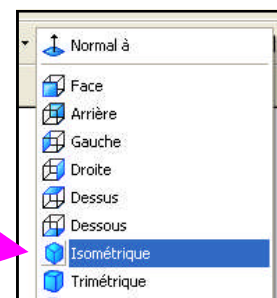 Normal à
Face
Arrière
Gauche
Droite
Dessus
Dessous
Isométrique
Trimétrique